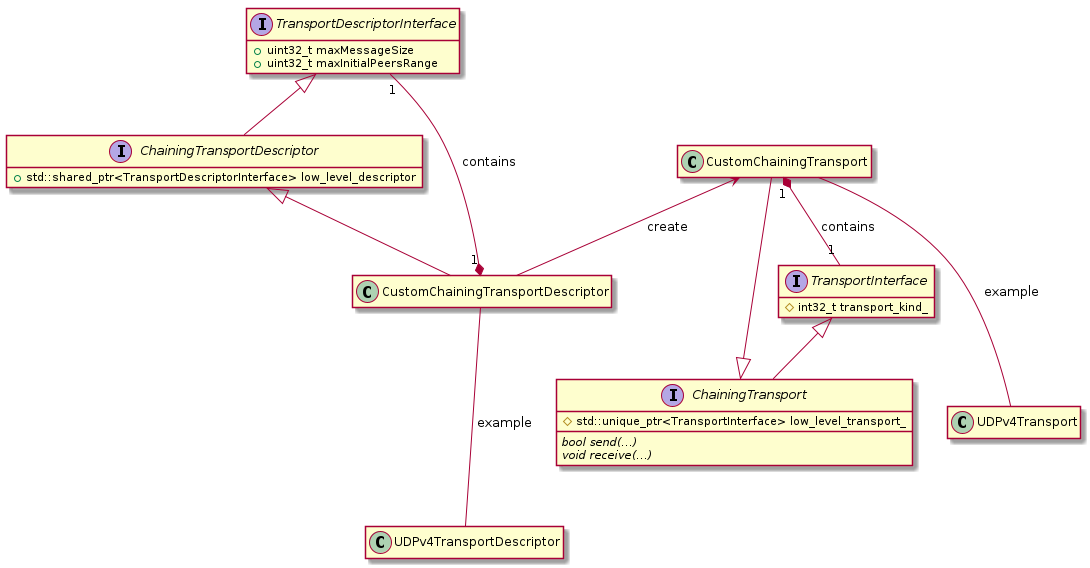 I TransportDescriptorInterface
uint32_t maxMessageSize
uint32_t maxInitialPeersRange
1
I ChainingTransportDescriptor
std::shared_ptr<TransportDescriptorInterface> low_level_descriptor
contains
C CustomChainingTransport
1
create
contains
1
1
I TransportInterface
int32_t transport_kind_
C CustomChainingTransportDescriptor
example
I ChainingTransport
std::unique_ptr<TransportInterface> low_level_transport_
bool send(...)
void receive(...)
C UDPv4Transport
example
C UDPv4TransportDescriptor